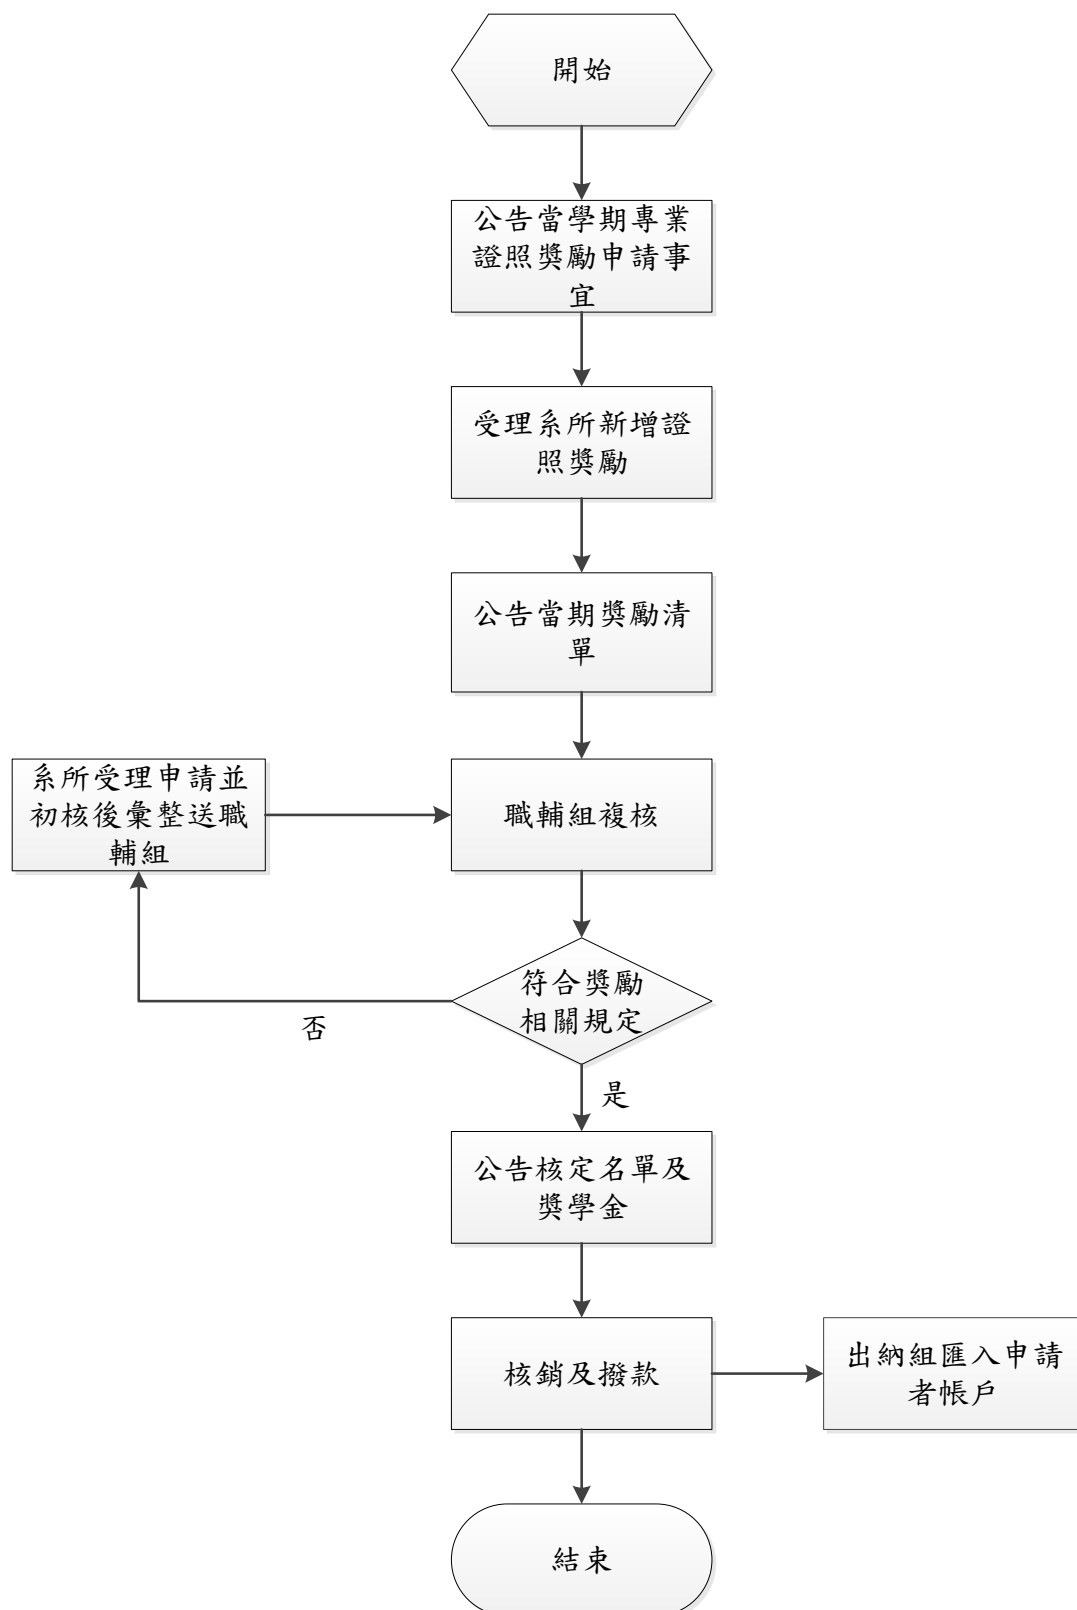 開始
公告當學期專業
證照獎勵申請事
宜
受理系所新增證
照獎勵
公告當期獎勵清
單
系所受理申請並
初核後彙整送職
輔組
職輔組複核
符合獎勵
相關規定
否
是
公告核定名單及
獎學金
核銷及撥款
出納組匯入申請
者帳戶
結束